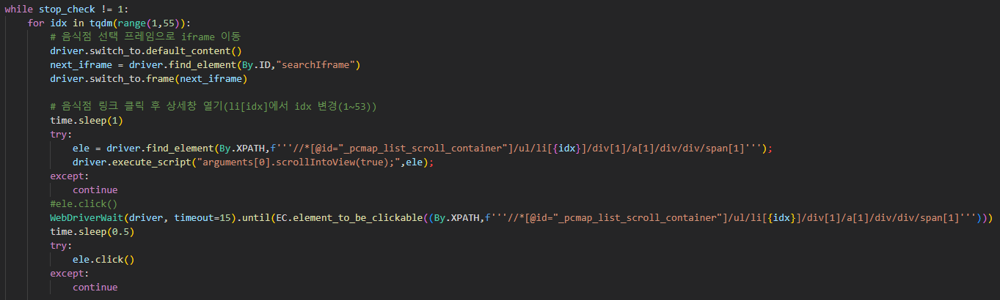 while stop_check != 1:
for idx in tqdm(range(1,55)):
# 음식점 선택 프레임으로 iframe 이동
driver.switch_to.default_content()
next_iframe = driver.find_element(By.ID,"searchIframe")
driver.switch_to.frame(next_iframe)
# 음식점 링크 클릭 후 상세창 열기(li[idx]에서 idx 변경(1~53))
time.sleep(1)
try:
ele = driver.find_element(By.XPATH,f'''//*[@id="_pcmap_list_scroll_container"]/ul/li[{idx}]/div[1]/a[1]/div/div/span[1]''');
driver.execute_script("arguments[0].scrollIntoView(true);",ele);
except:
continue
#ele.click()
WebDriverWait(driver, timeout=15).until(EC.element_to_be_clickable((By.XPATH,f'''//*[@id="_pcmap_list_scroll_container"]/ul/li[{idx}]/div[1]/a[1]/div/div/span[1]''')))
time.sleep(0.5)
try:
ele.click()
except:
continue